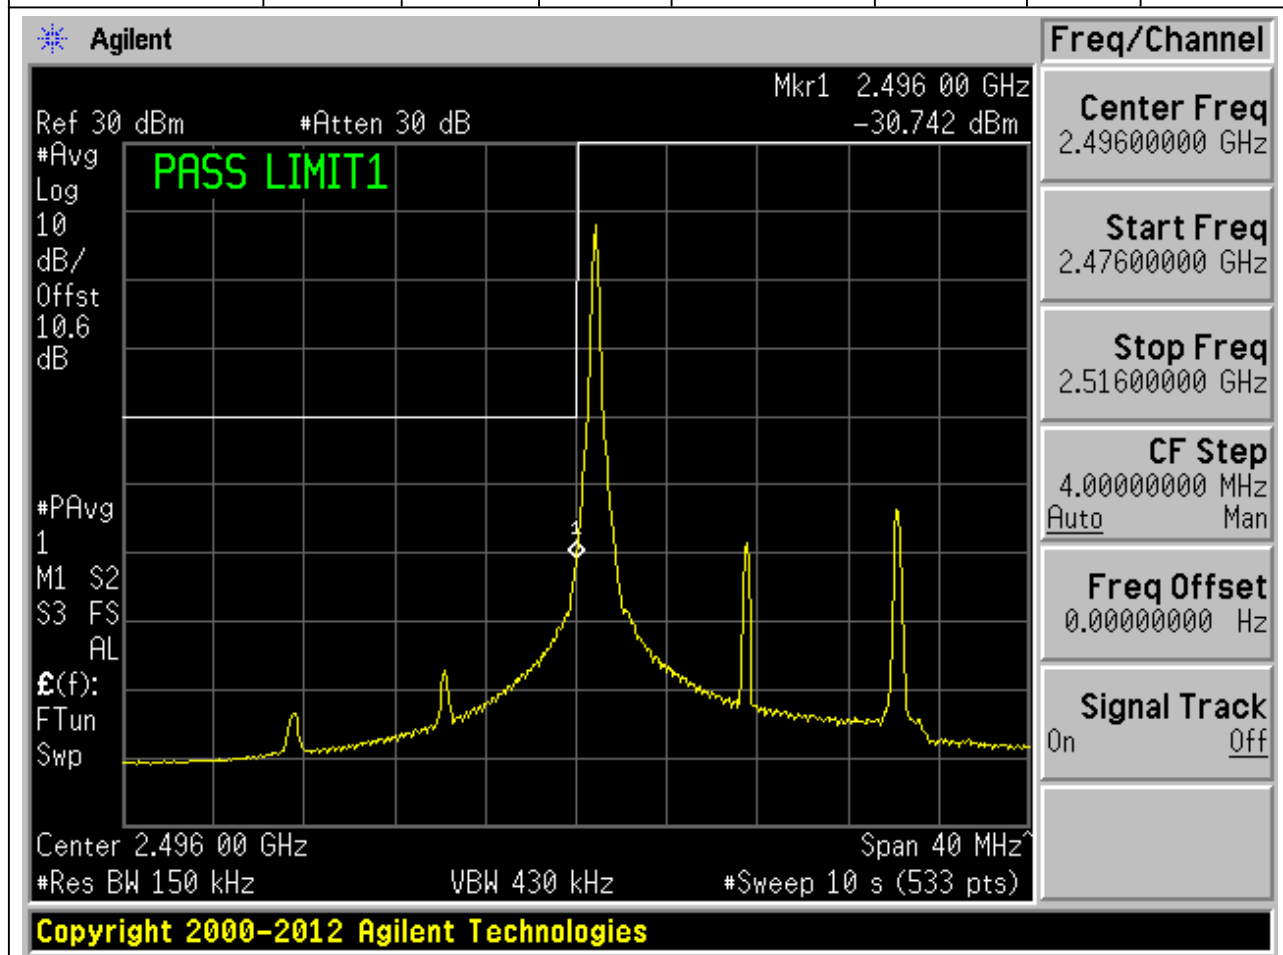 Agilent
Freq/Channel
Mkr1 2.496 00 GHz
Ref 30 dBm #Atten 30 dB -30.742 dBm
#Avg
Log
10
dB/
Offst
10.6
dB
PASS LIMIT1
1
#PAvg
1
M1 S2
S3 FS
AL
£(f):
FTun
Swp
Center 2.496 00 GHz Span 40 MHz^
#Res BW 150 kHz VBW 430 kHz #Sweep 10 s (533 pts)
Copyright 2000-2012 Agilent Technologies
Center Freq
2.49600000 GHz
Start Freq
2.47600000 GHz
Stop Freq
2.51600000 GHz
CF Step
4.00000000 MHz
Auto Man
Freq Offset
0.00000000 Hz
Signal Track
On Off